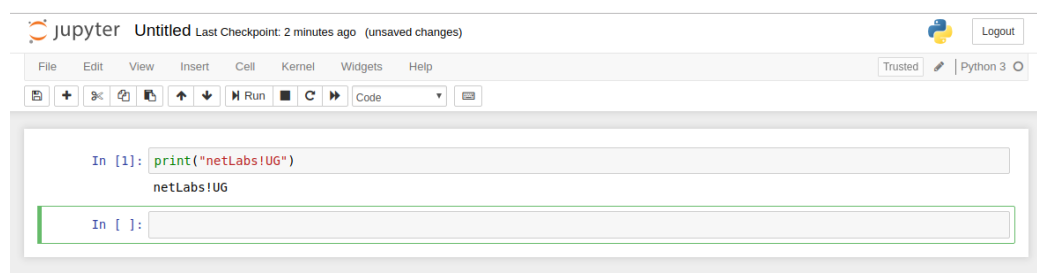 jupyter Untitled Last Checkpoint: 2 minutes ago (unsaved changes) Logout
File Edit View Insert Cell Kernel Widgets Help Trusted Python 3
Run Code
In [1]: print("netLabs!UG")
netLabs!UG
In [ ]: